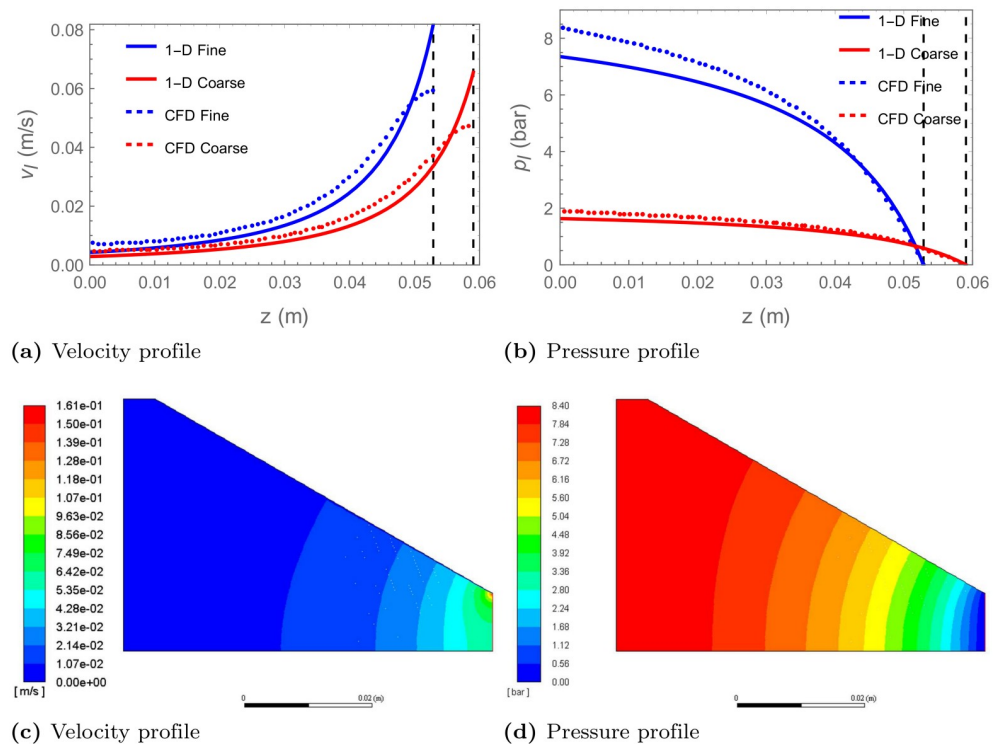 0.08
0.06
0.04
0.02
0.00
v_l (m/s)
1-D Fine
1-D Coarse
CFD Fine
CFD Coarse
0.00 0.01 0.02 0.03 0.04 0.05 0.06
z (m)
(a) Velocity profile
8
6
4
2
0
p_l (bar)
1-D Fine
1-D Coarse
CFD Fine
CFD Coarse
0.00 0.01 0.02 0.03 0.04 0.05 0.06
z (m)
(b) Pressure profile
1.61e-01
1.50e-01
1.39e-01
1.28e-01
1.18e-01
1.07e-01
9.63e-02
8.56e-02
7.49e-02
6.42e-02
5.35e-02
4.28e-02
3.21e-02
2.14e-02
1.07e-02
0.00e+00
[ m/s ]
0 0.02 (m)
(c) Velocity profile
8.40
7.84
7.28
6.72
6.16
5.60
5.04
4.48
3.92
3.36
2.80
2.24
1.68
1.12
0.56
0.00
[ bar ]
0 0.02 (m)
(d) Pressure profile